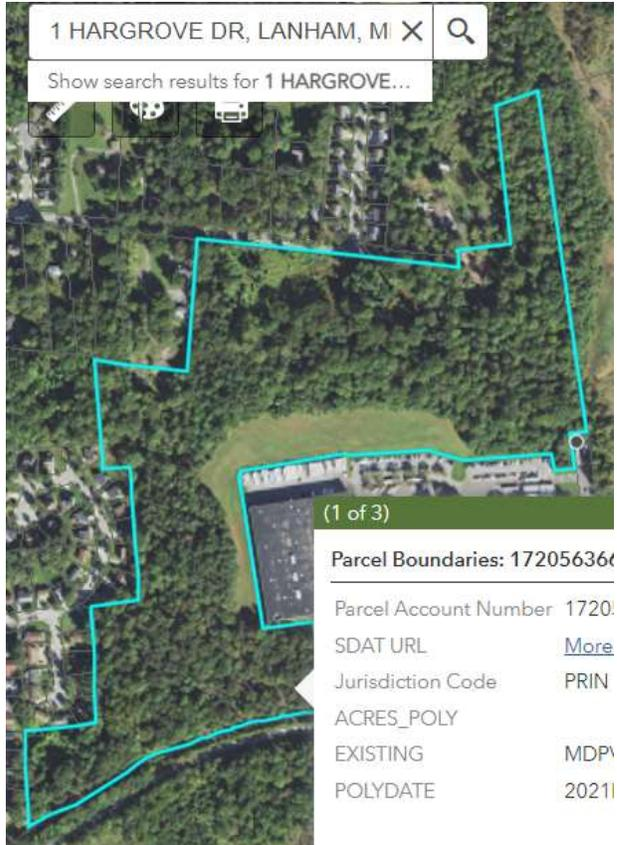 1 HARGROVE DR, LANHAM, M
Show search results for 1 HARGROVE...
(1 of 3)
Parcel Boundaries: 17205636
Parcel Account Number 1720
SDAT URL More
Jurisdiction Code PRIN
ACRES_POLY
EXISTING MDP
POLYDATE 2021